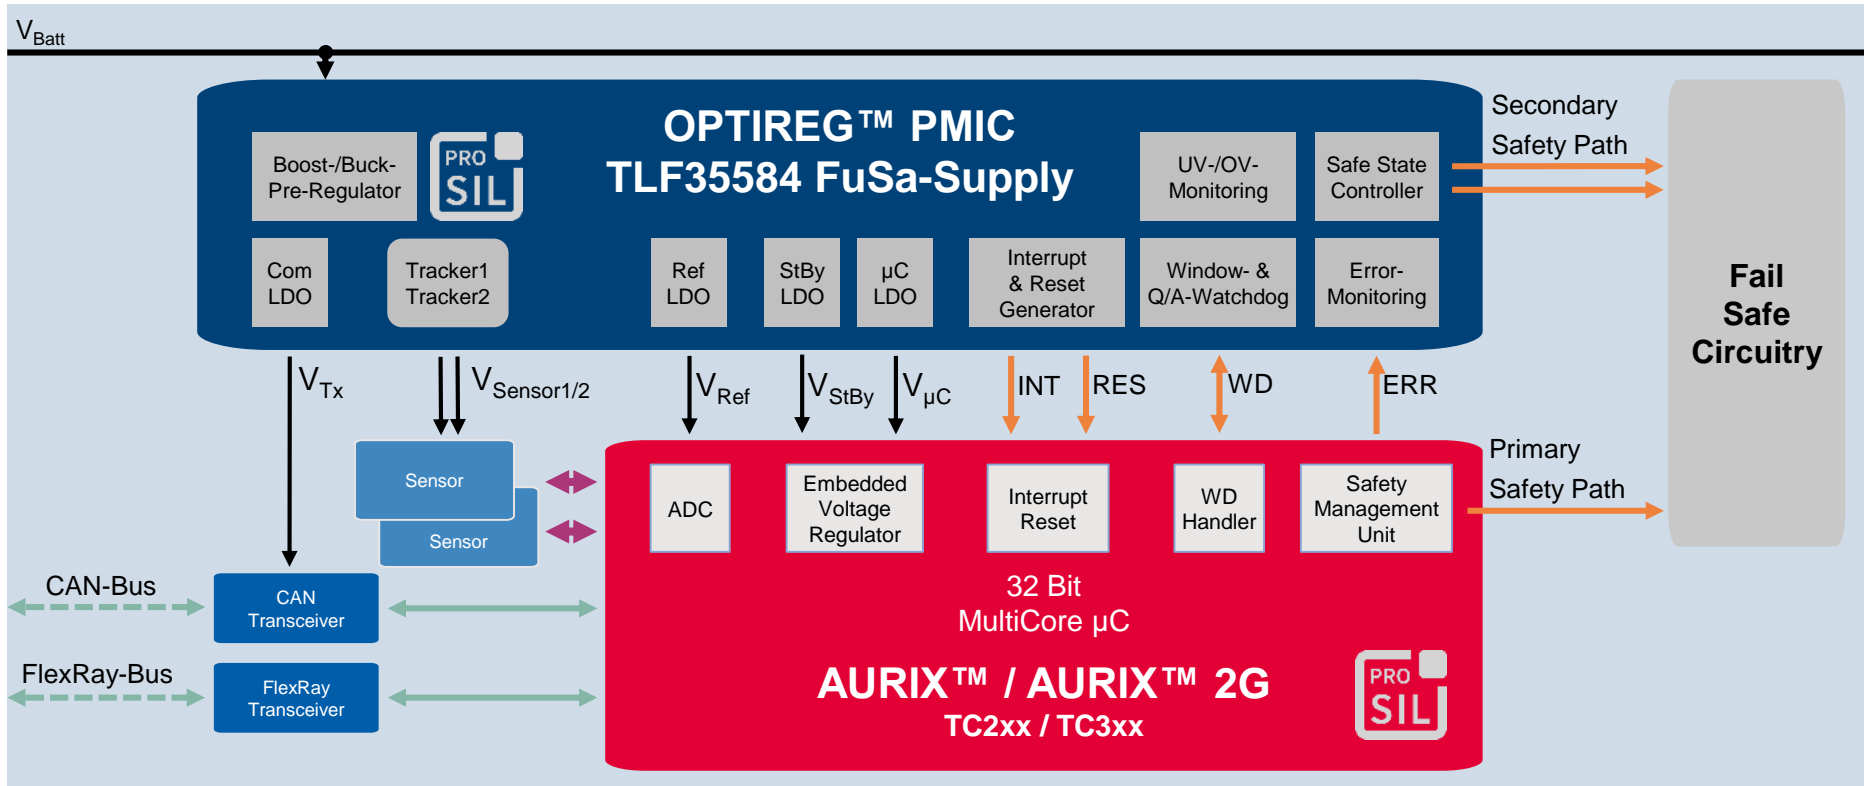 VBatt
OPTIREG™ PMIC
TLF35584 FuSa-Supply
Boost-/Buck-
Pre-Regulator
PRO
SIL
UV-/OV-
Monitoring
Safe State
Controller
Secondary
Safety Path
Com
LDO
Tracker1
Tracker2
Ref
LDO
StBy
LDO
µC
LDO
Interrupt
& Reset
Generator
Window- &
Q/A-Watchdog
Error-
Monitoring
Fail
Safe
Circuitry
VTx
VSensor1/2
VRef
VStBy
VµC
INT
RES
WD
ERR
Primary
Safety Path
Sensor
Sensor
ADC
Embedded
Voltage
Regulator
Interrupt
Reset
WD
Handler
Safety
Management
Unit
CAN-Bus
CAN
Transceiver
32 Bit
MultiCore µC
FlexRay-Bus
FlexRay
Transceiver
AURIX™ / AURIX™ 2G
TC2xx / TC3xx
PRO
SIL